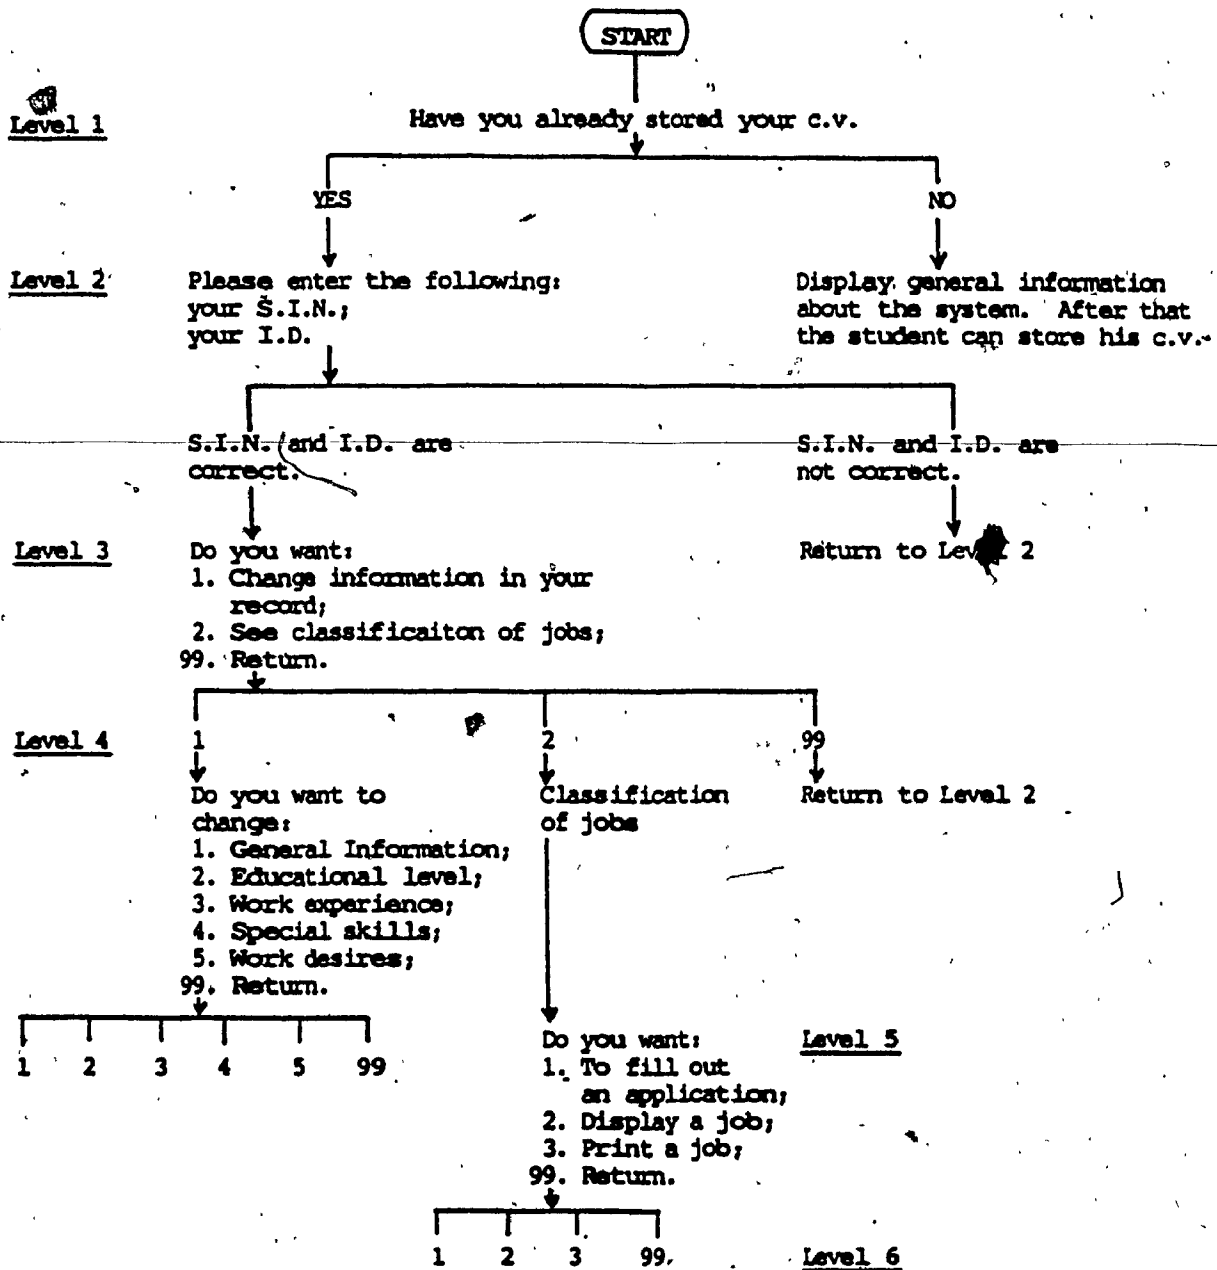 START
Level 1
Have you already stored your c.v.
YES
NO
Level 2
Please enter the following:
your S.I.N.;
your I.D.
Display general information
about the system. After that
the student can store his c.v.
S.I.N. and I.D. are
correct.
S.I.N. and I.D. are
not correct.
Level 3
Do you want:
1. Change information in your
record;
2. See classificaiton of jobs;
99. Return.
Return to Level 2
Level 4
1
2
99
Do you want to
change:
1. General Information;
2. Educational level;
3. Work experience;
4. Special skills;
5. Work desires;
99. Return.
Classification
of jobs
Return to Level 2
1 2 3 4 5 99
Do you want:
1. To fill out
an application;
2. Display a job;
3. Print a job;
99. Return.
Level 5
1 2 3 99
Level 6